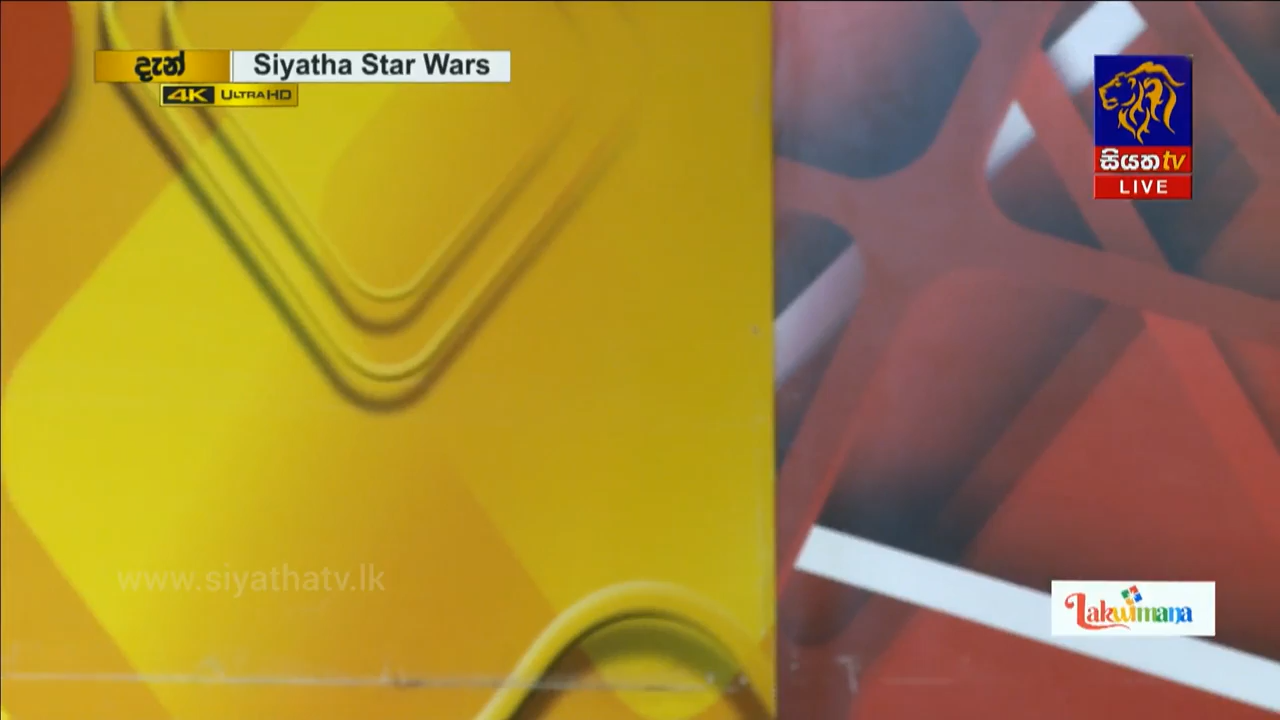 දැන් Siyatha Star Wars
4K ULTRA HD
සියත tv
LIVE
www.siyathatv.lk
Lakwimana